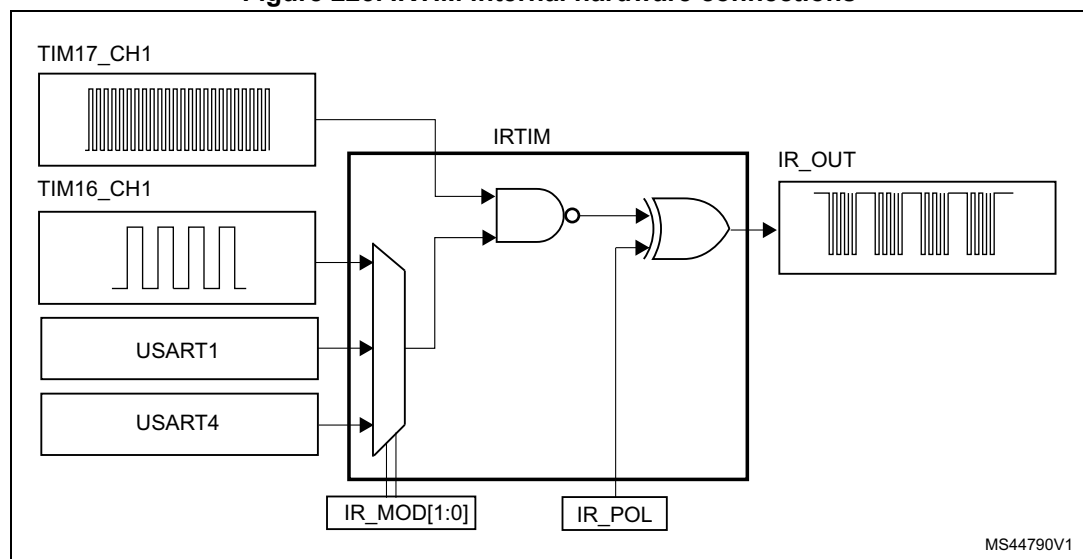 TIM17_CH1
IRTIM
IR_OUT
TIM16_CH1
USART1
USART4
IR_MOD[1:0]
IR_POL
MS44790V1